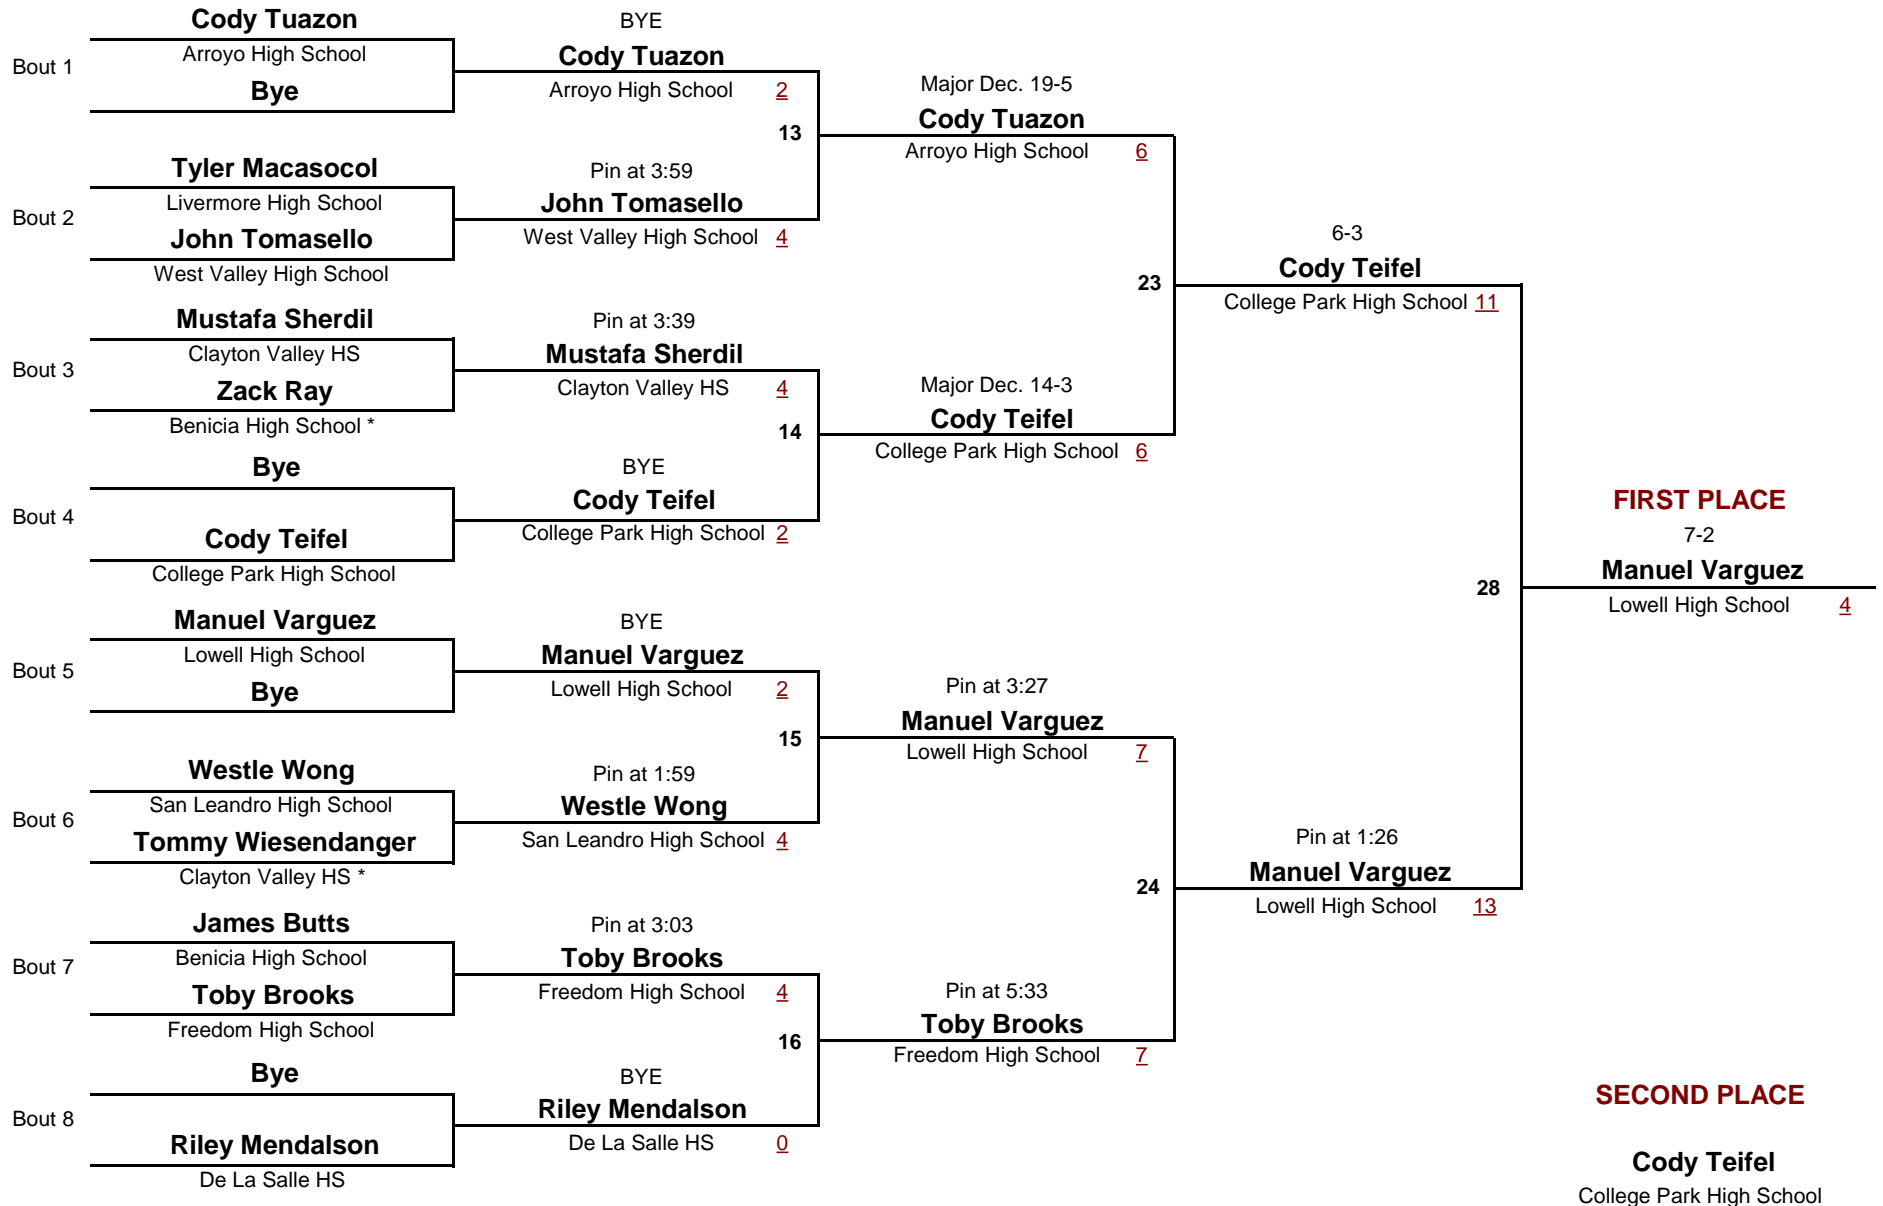 Bout 1
Cody Tuazon
Arroyo High School
Bye
Bout 2
Tyler Macasocol
Livermore High School
John Tomasello
West Valley High School
Bout 3
Mustafa Sherdil
Clayton Valley HS
Zack Ray
Benicia High School *
Bout 4
Bye
Cody Teifel
College Park High School
Bout 5
Manuel Varguez
Lowell High School
Bye
Bout 6
Westle Wong
San Leandro High School
Tommy Wiesendanger
Clayton Valley HS *
Bout 7
James Butts
Benicia High School
Toby Brooks
Freedom High School
Bout 8
Bye
Riley Mendalson
De La Salle HS
BYE
Cody Tuazon
Arroyo High School 2
13
Pin at 3:59
John Tomasello
West Valley High School 4
Pin at 3:39
Mustafa Sherdil
Clayton Valley HS 4
14
BYE
Cody Teifel
College Park High School 2
BYE
Manuel Varguez
Lowell High School 2
15
Pin at 1:59
Westle Wong
San Leandro High School 4
Pin at 3:03
Toby Brooks
Freedom High School 4
16
BYE
Riley Mendalson
De La Salle HS 0
Major Dec. 19-5
Cody Tuazon
Arroyo High School 6
23
Major Dec. 14-3
Cody Teifel
College Park High School 6
Pin at 3:27
Manuel Varguez
Lowell High School 7
24
Pin at 5:33
Toby Brooks
Freedom High School 7
6-3
Cody Teifel
College Park High School 11
28
Pin at 1:26
Manuel Varguez
Lowell High School 13
FIRST PLACE
7-2
Manuel Varguez
Lowell High School 4
SECOND PLACE
Cody Teifel
College Park High School